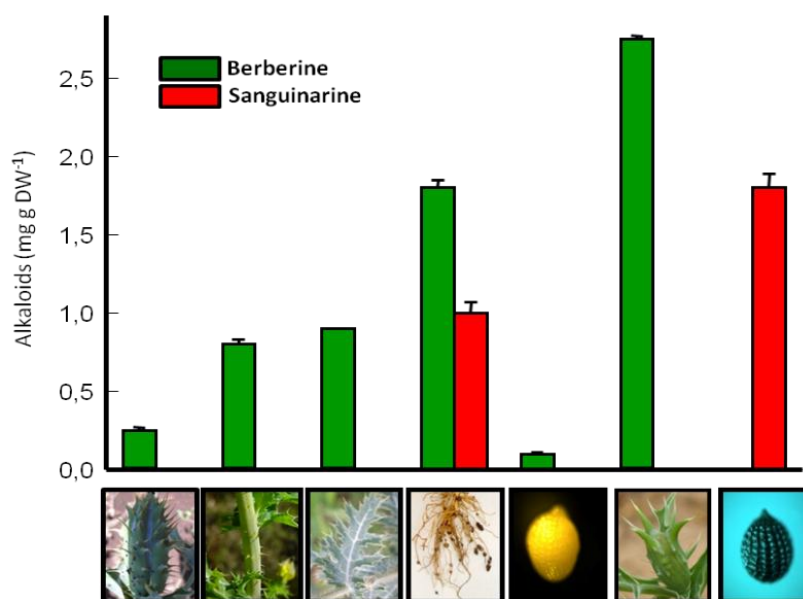 Berberine
Sanguinarine
Alkaloids (mg g DW⁻¹)
2,5
2,0
1,5
1,0
0,5
0,0